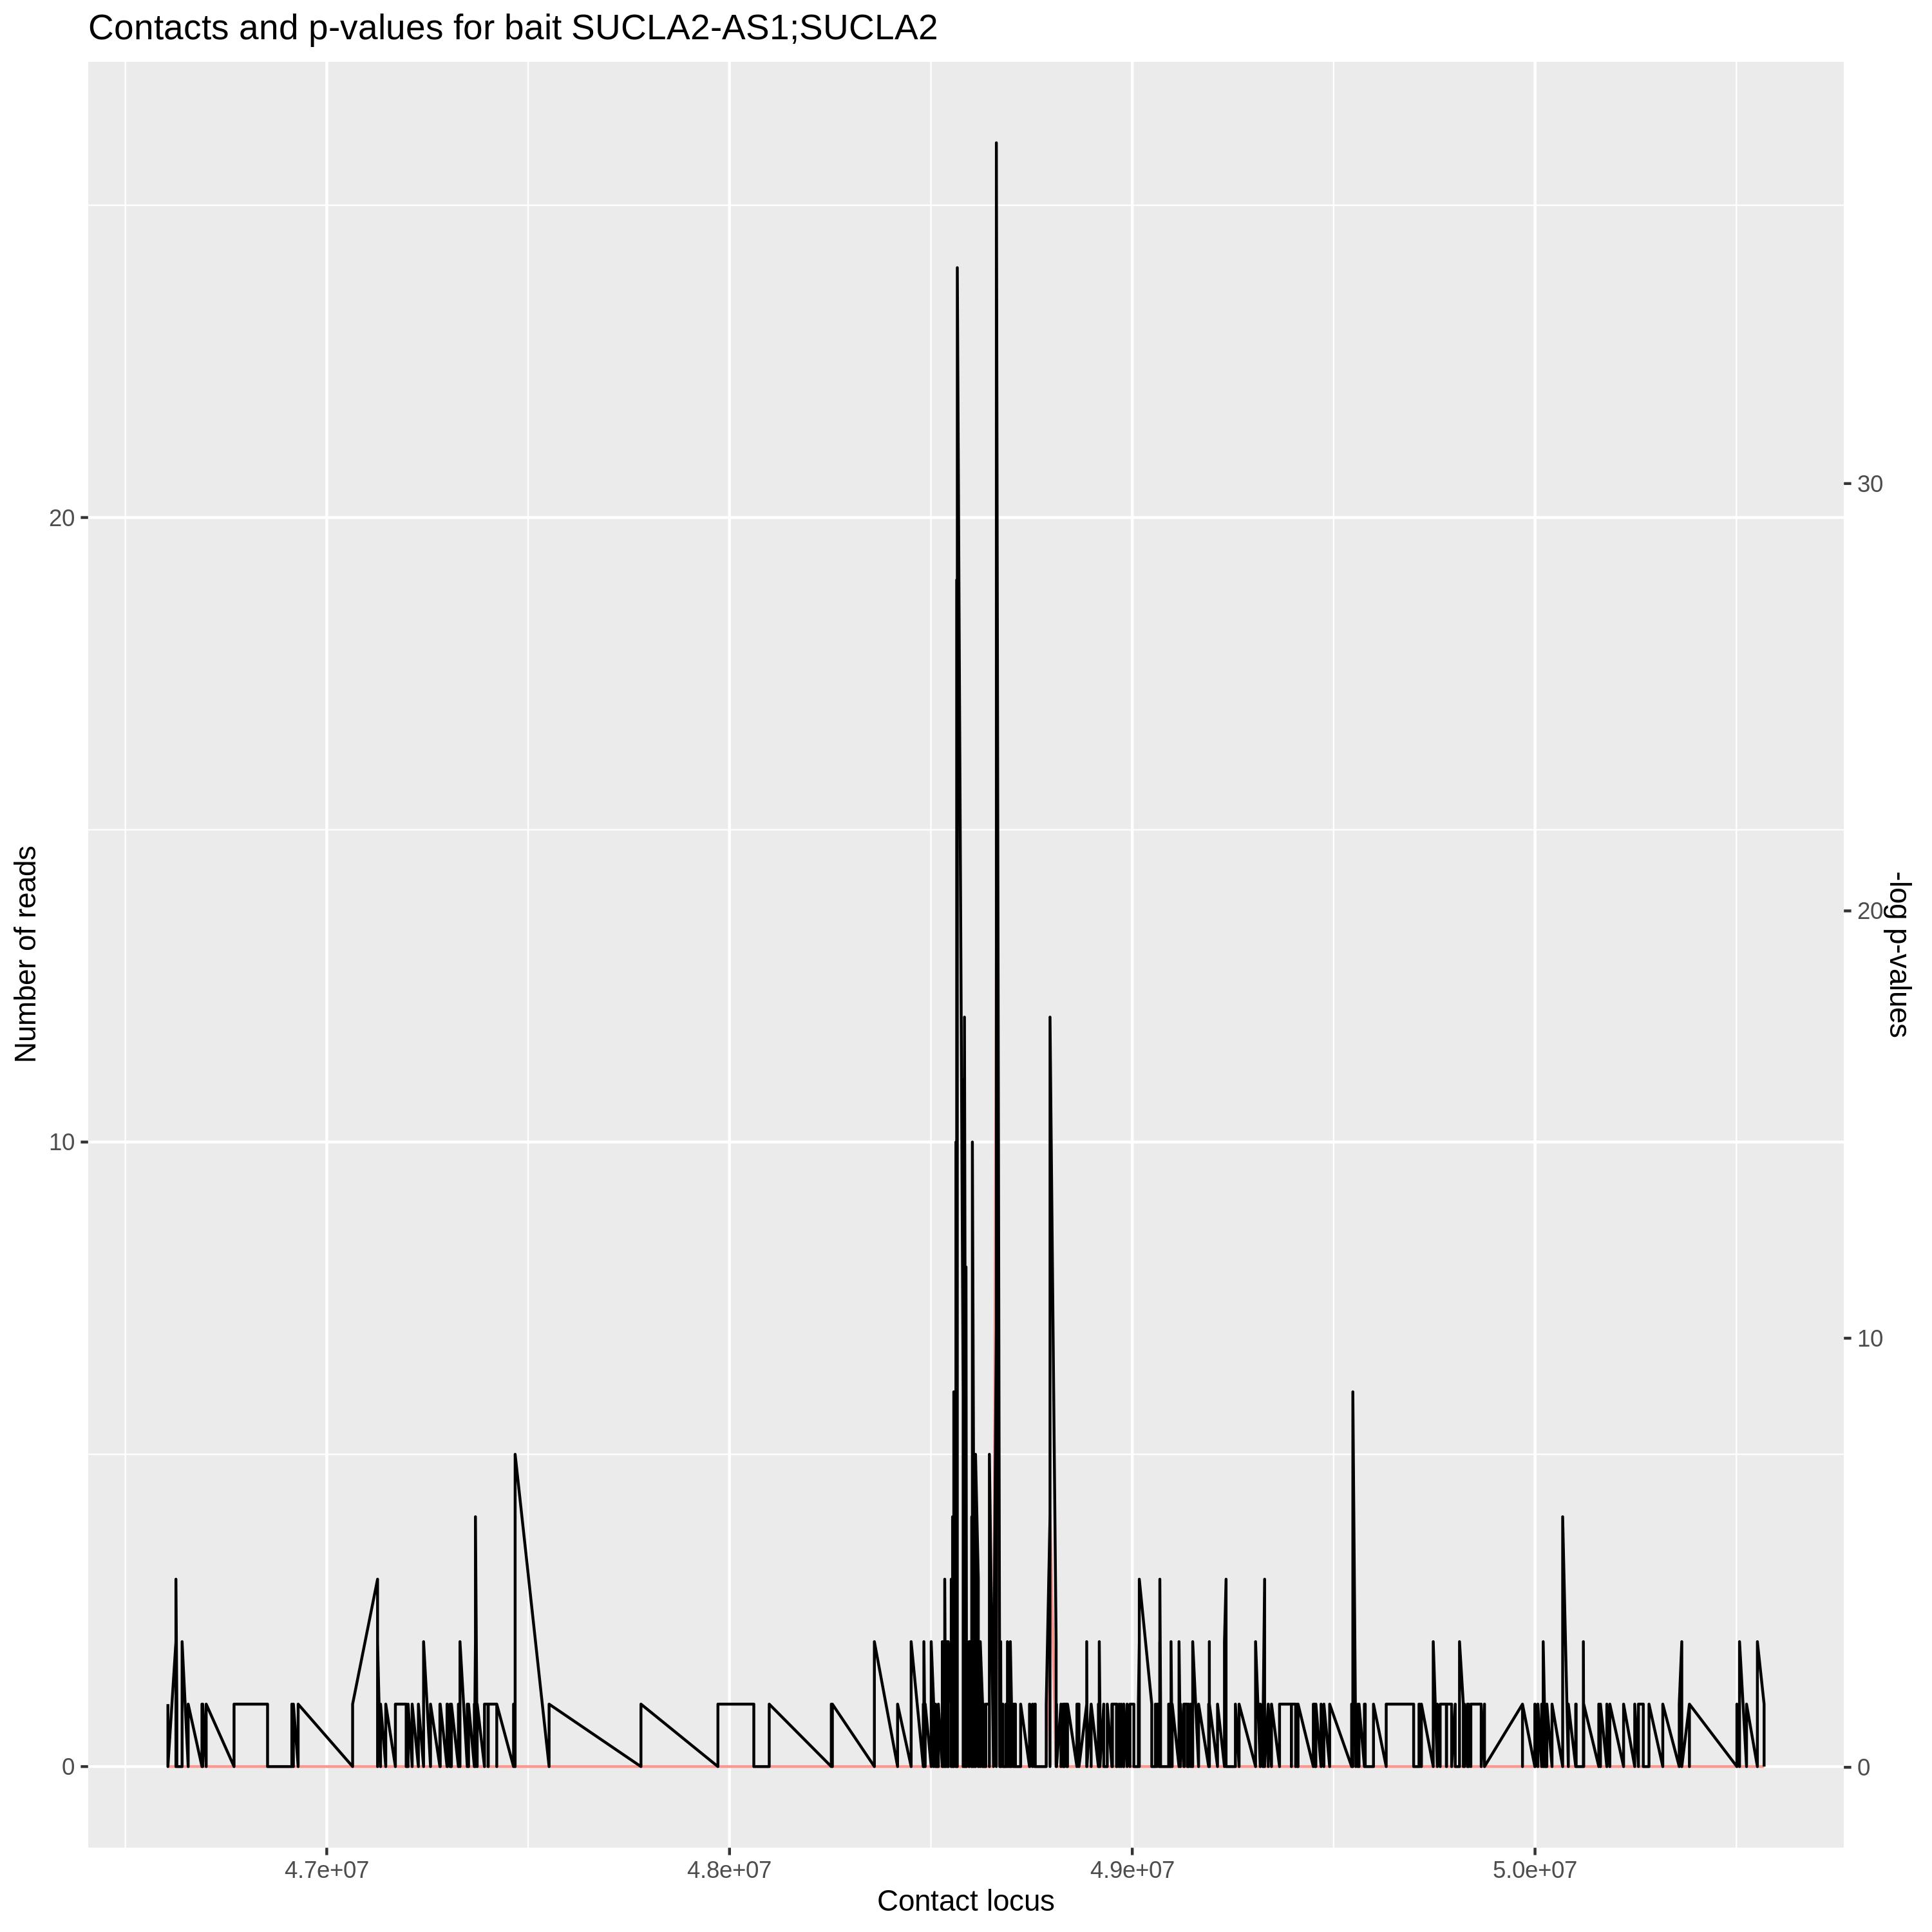 Contacts and p-values for bait SUCLA2-AS1;SUCLA2
Number of reads
20
10
0
30
20
10
0
-log p-values
4.7e+07 4.8e+07 4.9e+07 5.0e+07
Contact locus